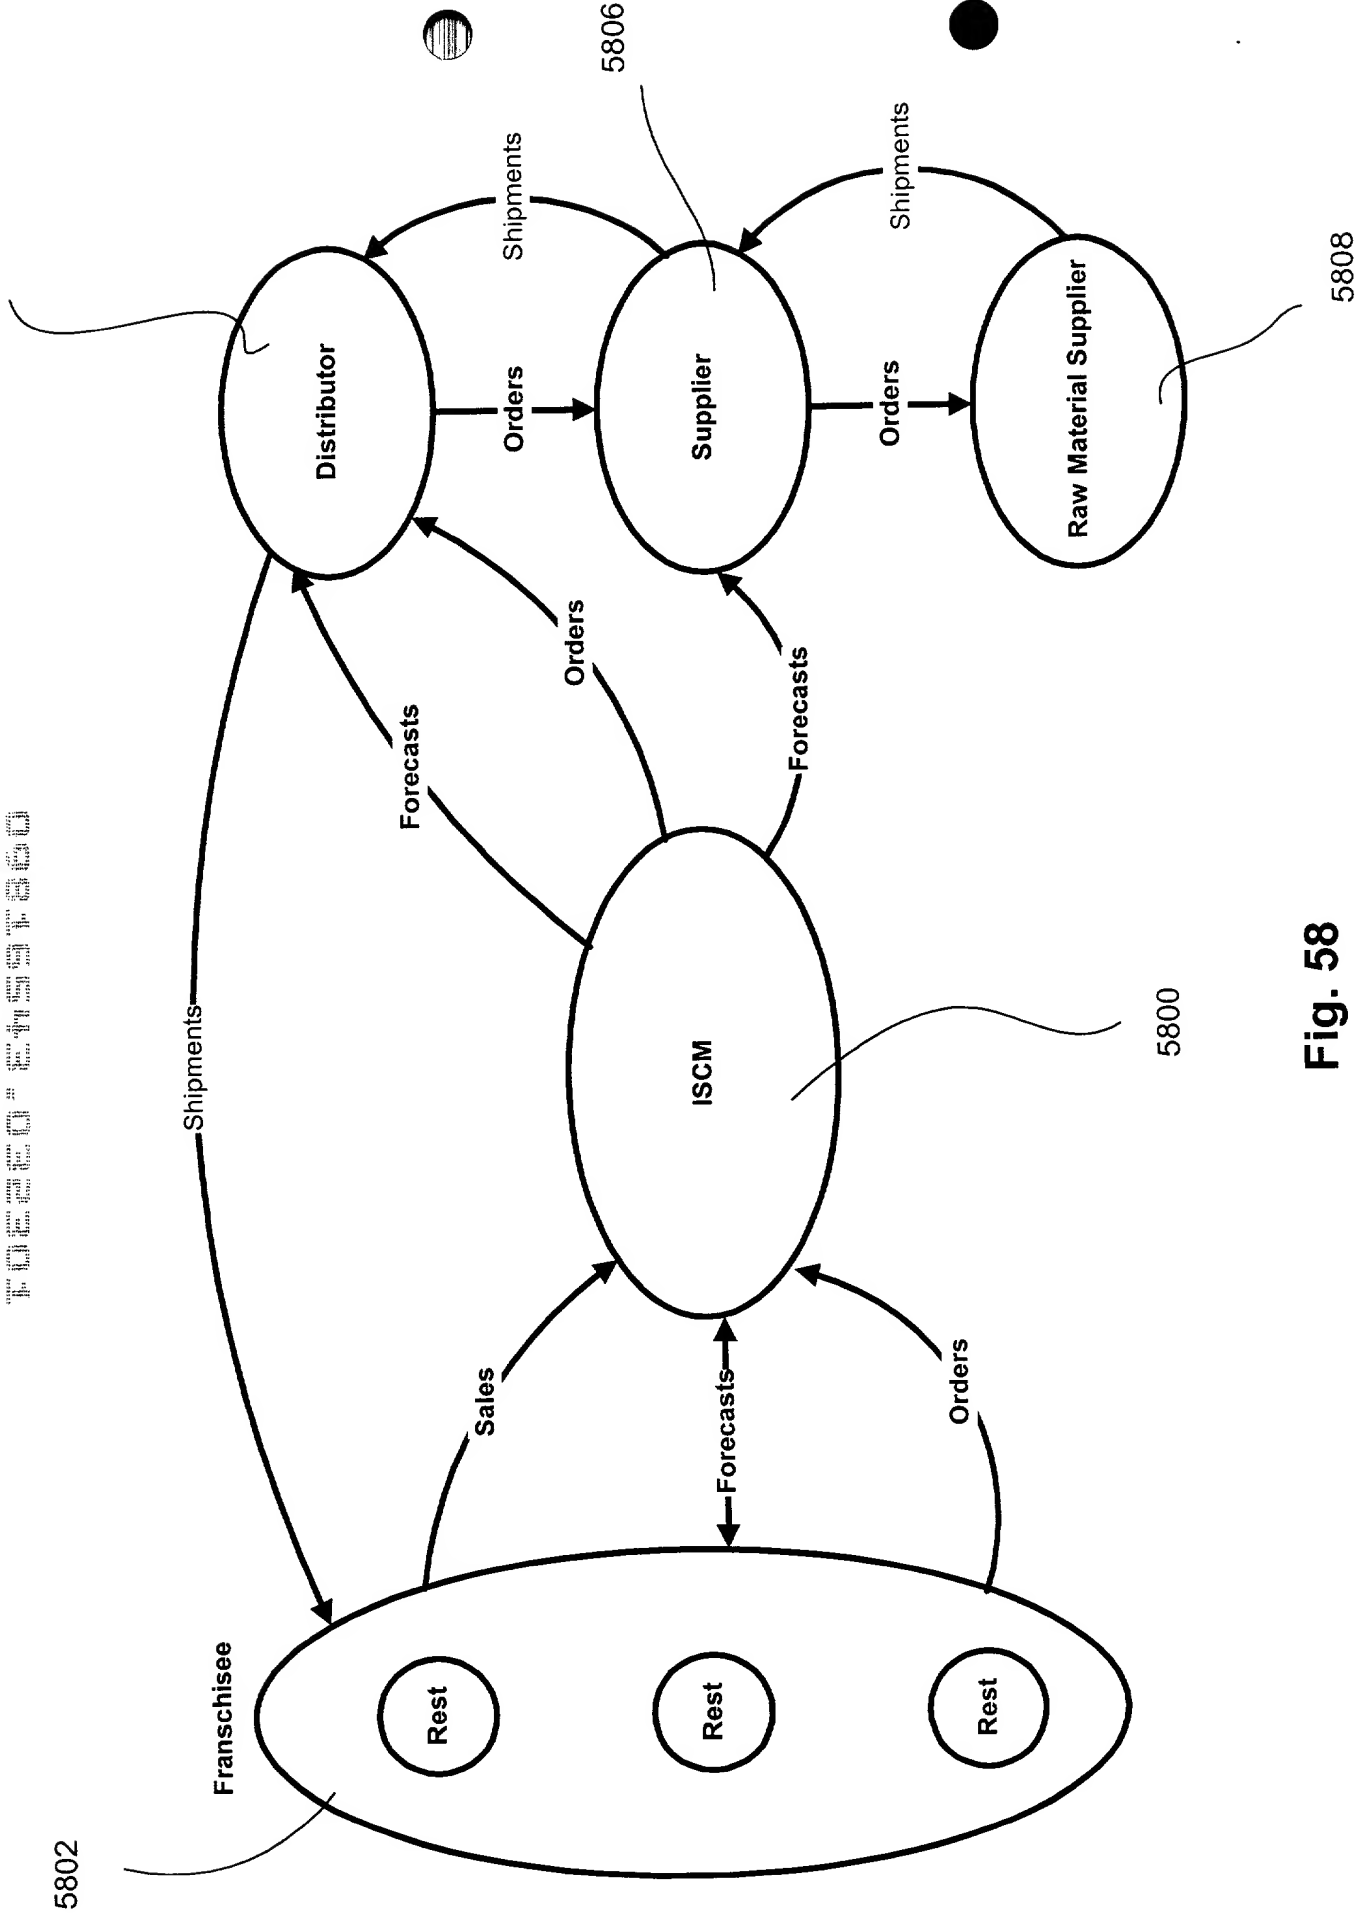 5802
Franschisee
Rest
Rest
Rest
Shipments
Sales
Forecasts
Orders
ISCM
5800
Forecasts
Orders
Forecasts
Distributor
Orders
Shipments
Supplier
5806
Orders
Shipments
Raw Material Supplier
5808
Fig. 58